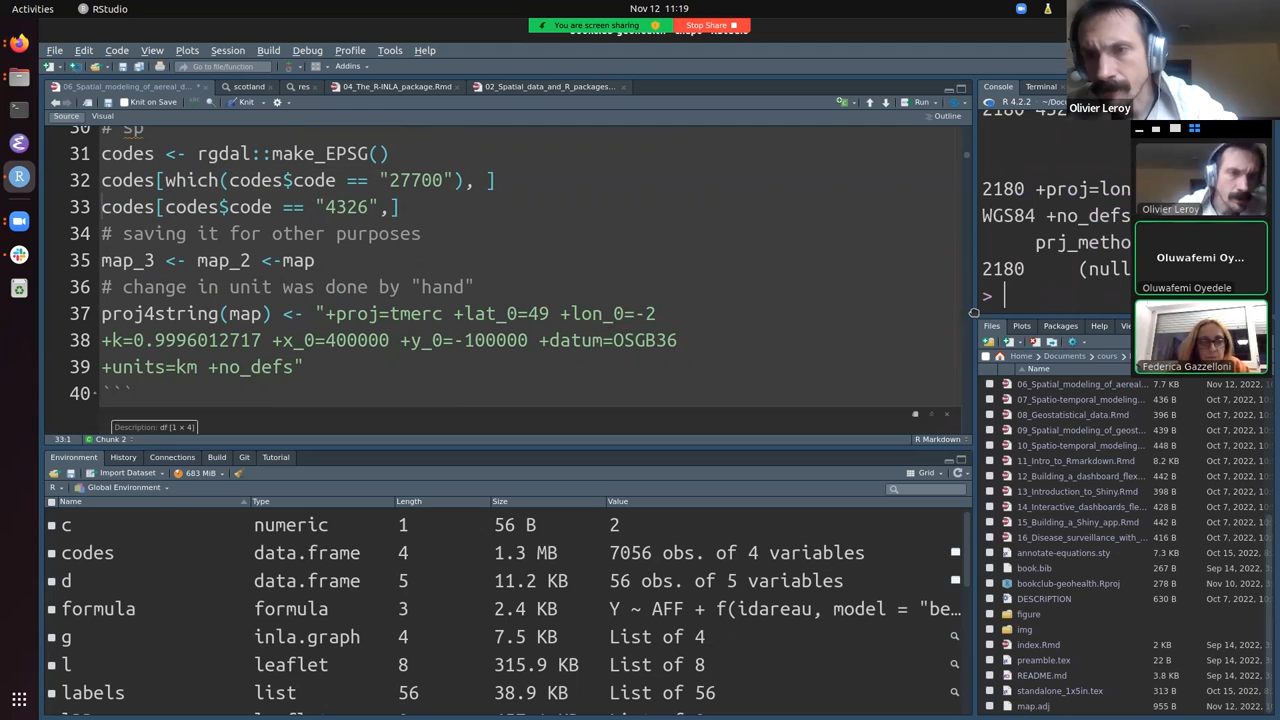 Activities
RStudio
Nov 12 11:19
You are screen sharing
Stop Share
File Edit Code View Plots Session Build Debug Profile Tools Help
Go to file/function
Addins
06_Spatial_modeling_of_aereal_d...
scotland
res
04_The_R-INLA_package.Rmd
02_Spatial_data_and_R_packages...
Knit on Save
Knit
Run
Source Visual
Outline
30 # sp
31 codes <- rgdal::make_EPSG()
32 codes[which(codes$code == "27700"), ]
33 codes[codes$code == "4326",]
34 # saving it for other purposes
35 map_3 <- map_2 <-map
36 # change in unit was done by "hand"
37 proj4string(map) <- "+proj=tmerc +lat_0=49 +lon_0=-2
38 +k=0.9996012717 +x_0=400000 +y_0=-100000 +datum=OSGB36
39 +units=km +no_defs"
40 ```
Description: df [1 × 4]
33:1 Chunk 2 R Markdown
Environment History Connections Build Git Tutorial
Import Dataset 683 MiB Grid
R Global Environment
Name Type Length Size Value
c numeric 1 56 B 2
codes data.frame 4 1.3 MB 7056 obs. of 4 variables
d data.frame 5 11.2 KB 56 obs. of 5 variables
formula formula 3 2.4 KB Y ~ AFF + f(idareau, model = "be...
g inla.graph 4 7.5 KB List of 4
l leaflet 8 315.9 KB List of 8
labels list 56 38.9 KB List of 56
Console Terminal
R 4.2.2
2180 +proj=lon
WGS84 +no_defs
prj_metho
2180 (null
>
Files Plots Packages Help
Home Documents cours
Name
06_Spatial_modeling_of_aereal... 7.7 KB Nov 12, 2022,
07_Spatio-temporal_modeling... 436 B Oct 7, 2022,
08_Geostatistical_data.Rmd 396 B Oct 7, 2022,
09_Spatial_modeling_of_geost... 439 B Oct 7, 2022,
10_Spatio-temporal_modeling... 448 B Oct 7, 2022,
11_Intro_to_Rmarkdown.Rmd 8.2 KB Nov 12, 2022,
12_Building_a_dashboard_flex... 442 B Oct 7, 2022,
13_Introduction_to_Shiny.Rmd 398 B Oct 7, 2022,
14_Interactive_dashboards_fle... 428 B Oct 7, 2022,
15_Building_a_Shiny_app.Rmd 442 B Oct 7, 2022,
16_Disease_surveillance_with_... 416 B Oct 7, 2022,
annotate-equations.sty 7.3 KB Oct 15, 2022,
book.bib 267 B Sep 14, 2022,
bookclub-geohealth.Rproj 278 B Nov 10, 2022,
DESCRIPTION 630 B Oct 7, 2022,
figure
img
index.Rmd 2 KB Sep 14, 2022,
preamble.tex 22 B Sep 14, 2022,
README.md 3.8 KB Sep 14, 2022,
standalone_1x5in.tex 313 B Oct 15, 2022,
map.adj 955 B Nov 12, 2022,
Olivier Leroy
Olivier Leroy
Oluwafemi Oy...
Oluwafemi Oyedele
Federica Gazzelloni